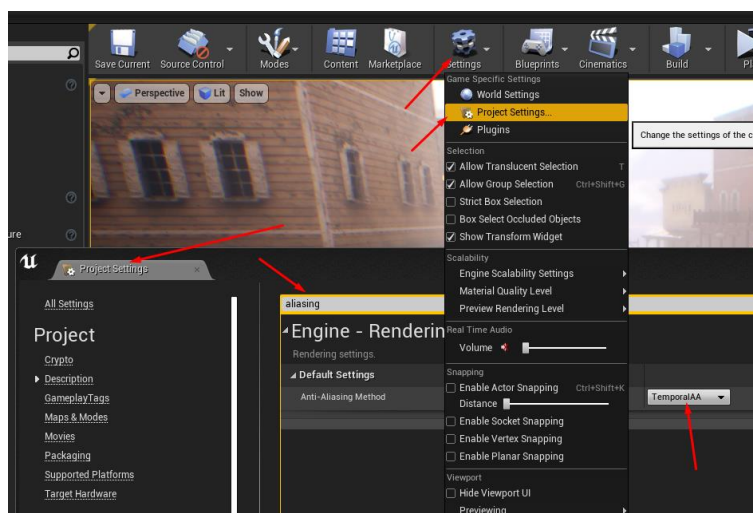 Save Current Source Control Modes Content Marketplace Settings Blueprints Cinematics Build
Perspective Lit Show
Game Specific Settings
World Settings
Project Settings...
Plugins
Change the settings of the c
Selection
Allow Translucent Selection T
Allow Group Selection Ctrl+Shift+G
Strict Box Selection
Box Select Occluded Objects
Show Transform Widget
Scalability
Engine Scalability Settings
Material Quality Level
Preview Rendering Level
Real Time Audio
Volume
Snapping
Enable Actor Snapping Ctrl+Shift+K
Distance
Enable Socket Snapping
Enable Vertex Snapping
Enable Planar Snapping
Viewport
Hide Viewport UI
Previewing
ure
Project Settings
All Settings
Project
Crypto
Description
GameplayTags
Maps & Modes
Movies
Packaging
Supported Platforms
Target Hardware
aliasing
Engine - Renderin
Rendering settings.
Default Settings
Anti-Aliasing Method TemporalAA